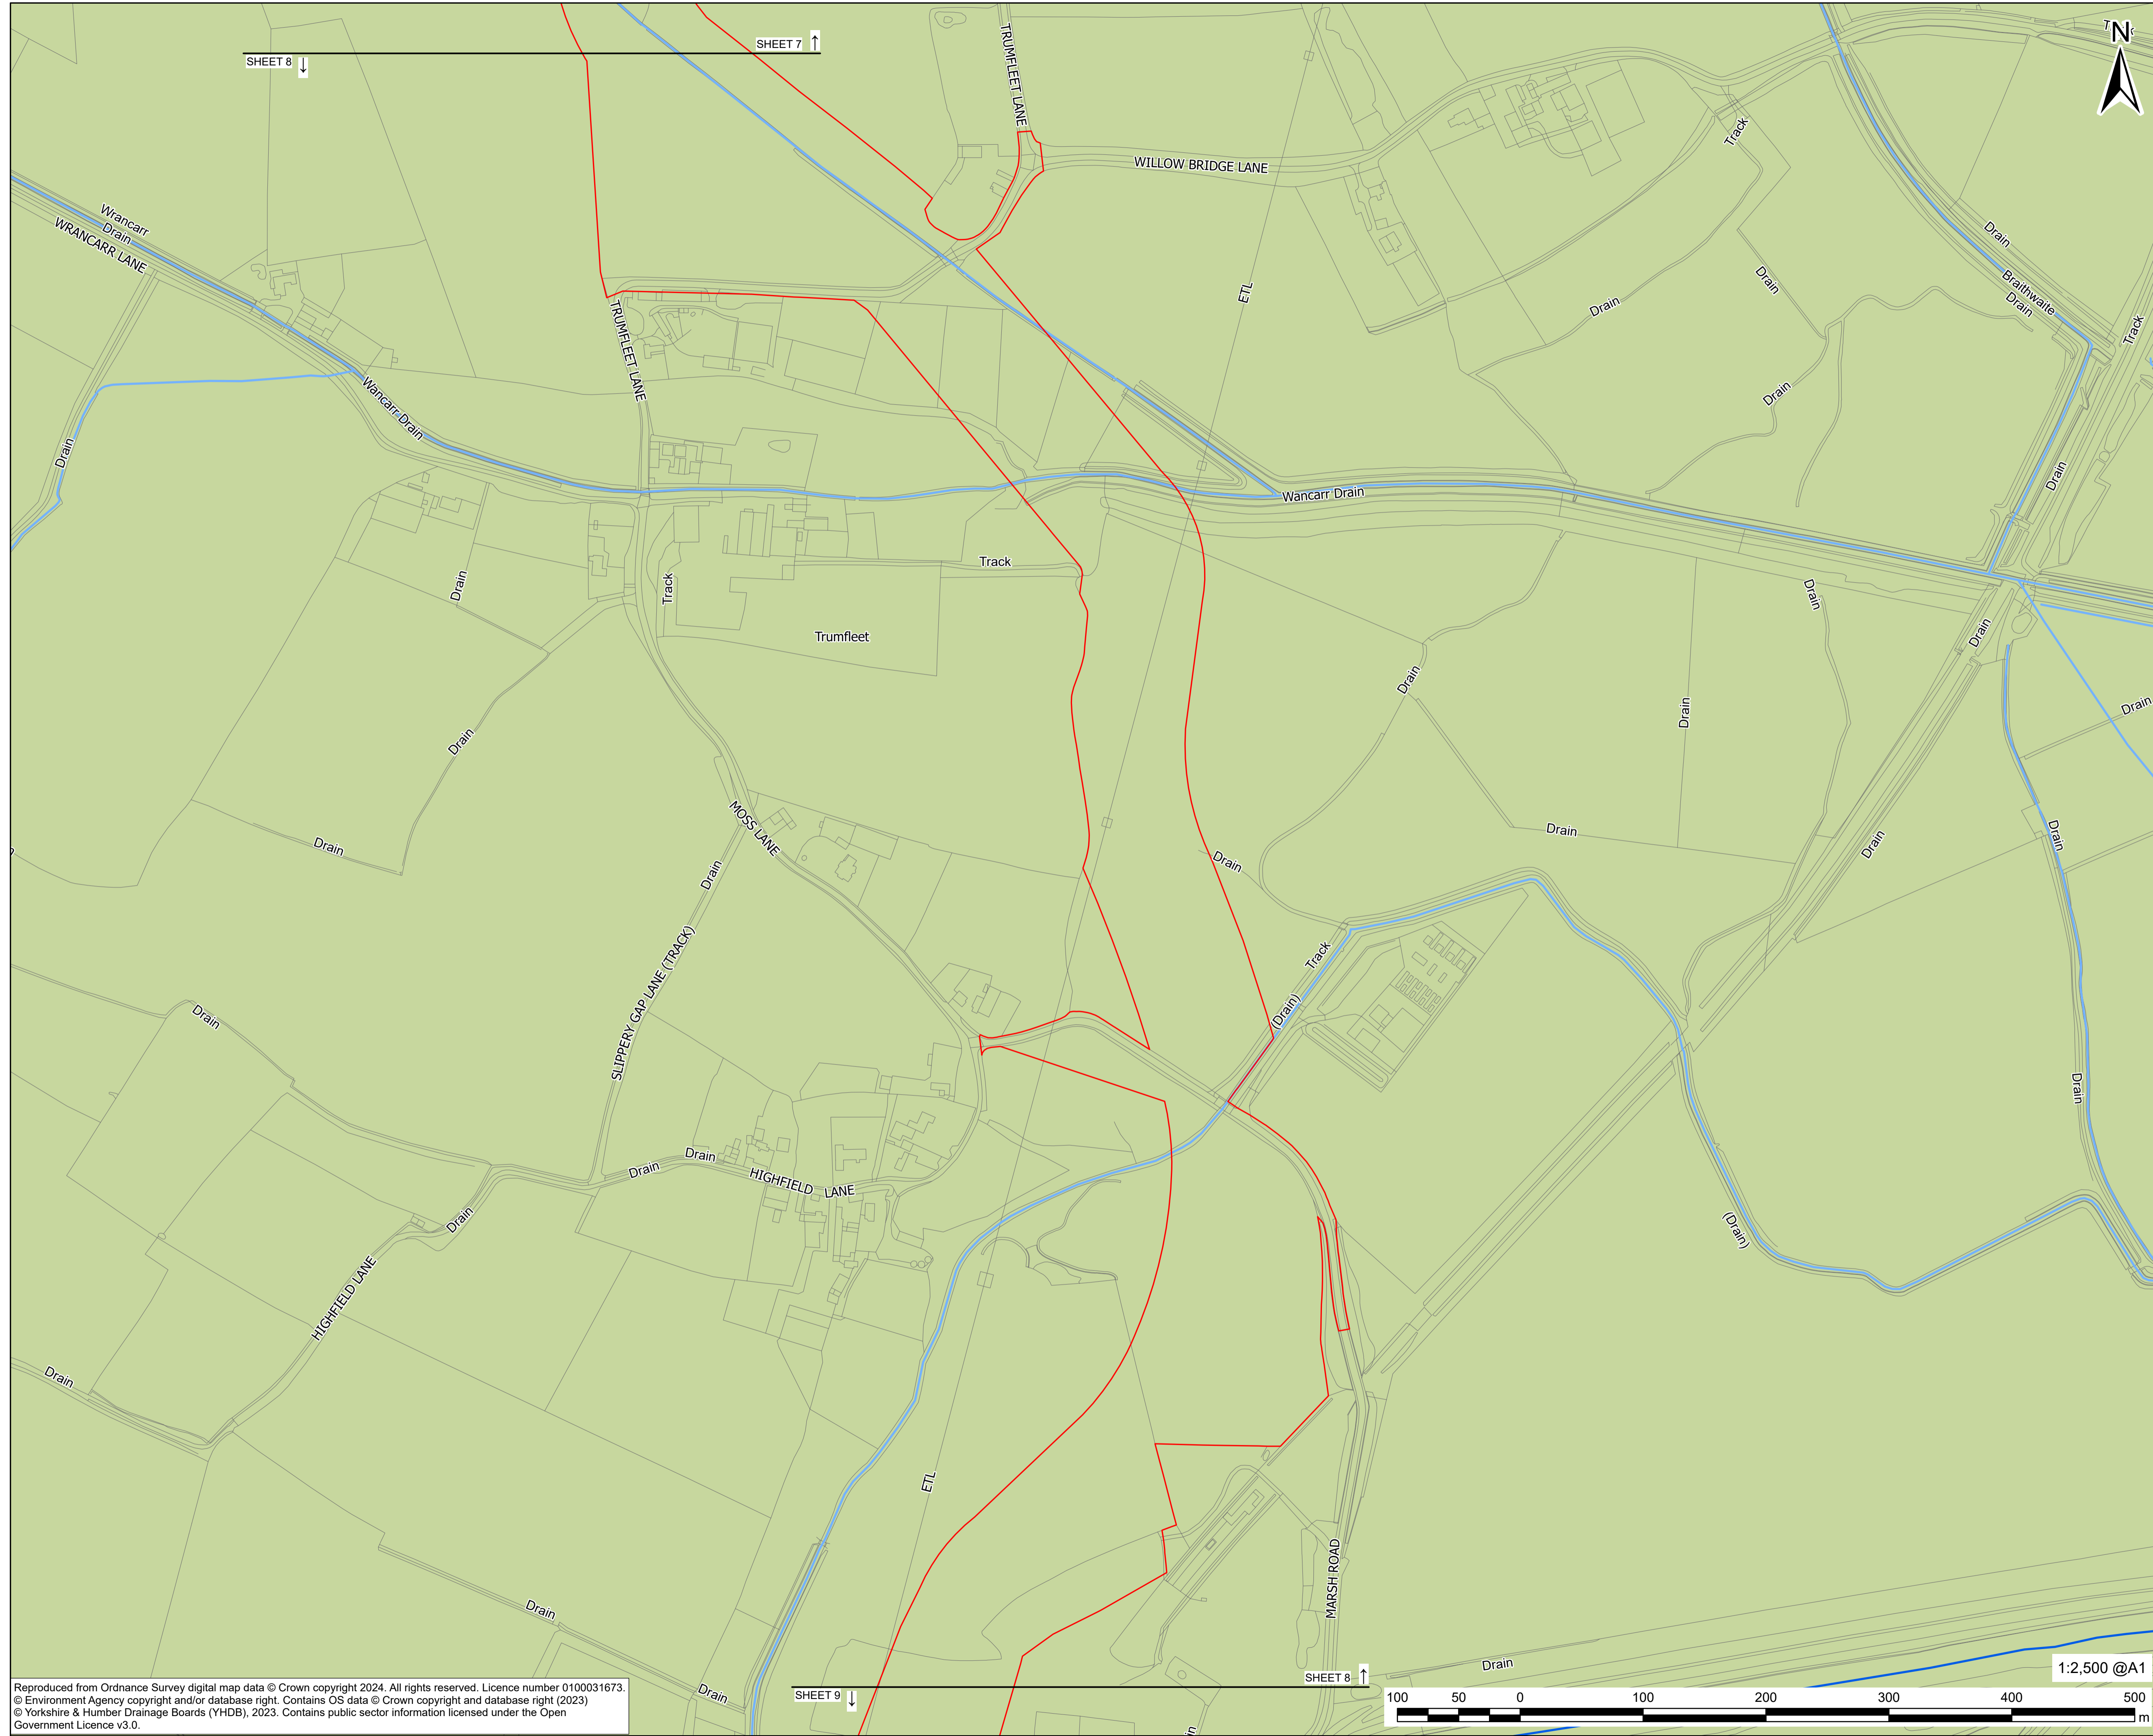 SHEET 7 ↑
SHEET 8 ↓
N
TRUMFLEET LANE
WILLOW BRIDGE LANE
Track
Wrancarr
Drain
WRANCARR LANE
Drain
Braithwaite
Drain
Drain
Drain
ETL
Track
TRUMFLEET LANE
Drain
Wancarr Drain
Drain
Drain
Wancarr Drain
Track
Drain
Track
Drain
Trumfleet
Drain
Drain
Drain
Drain
Drain
MOSS LANE
Drain
Drain
Drain
Drain
Drain
Drain
SLIPPERY GAP LANE (TRACK)
Track
(Drain)
Drain
Drain
Drain
Drain
HIGHFIELD LANE
Drain
(Drain)
HIGHFIELD LANE
Drain
ETL
MARSH ROAD
Drain
Drain
Drain
SHEET 8 ↑
SHEET 9 ↓
1:2,500 @A1
100 50 0 100 200 300 400 500
m
Reproduced from Ordnance Survey digital map data © Crown copyright 2024. All rights reserved. Licence number 0100031673.
© Environment Agency copyright and/or database right. Contains OS data © Crown copyright and database right (2023)
© Yorkshire & Humber Drainage Boards (YHDB), 2023. Contains public sector information licensed under the Open
Government Licence v3.0.